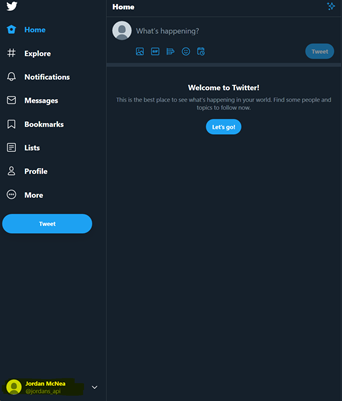 Home
Explore
Notifications
Messages
Bookmarks
Lists
Profile
More
Tweet
Jordan McNea
@jordans_api
Home
What's happening?
GIF
Tweet
Welcome to Twitter!
This is the best place to see what's happening in your world. Find some people and
topics to follow now.
Let's go!